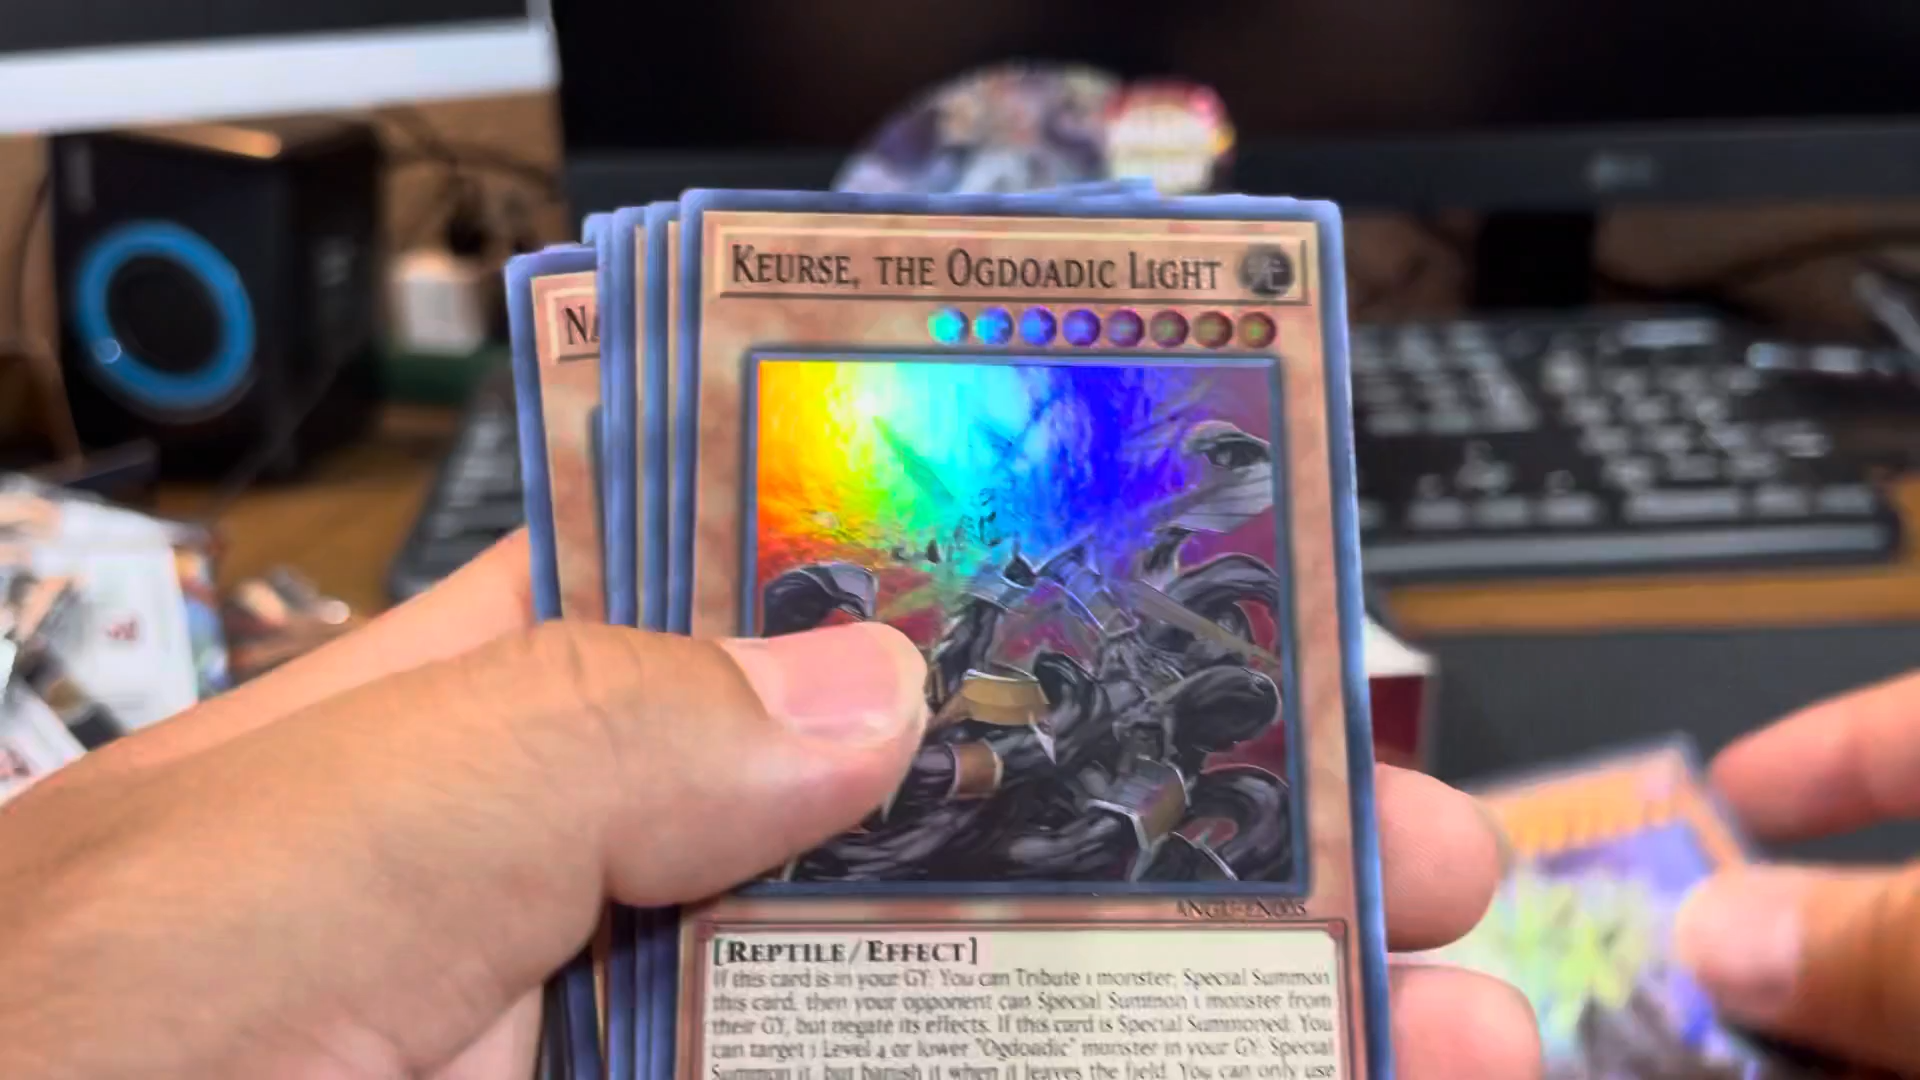 KEURSE, THE OGDOADIC LIGHT
NA
ANGU-EN005
[REPTILE/EFFECT]
If this card is in your GY: You can Tribute 1 monster; Special Summon
this card, then your opponent can Special Summon 1 monster from
their GY, but negate its effects. If this card is Special Summoned: You
can target 1 Level 4 or lower "Ogdoadic" monster in your GY; Special
Summon it, but banish it when it leaves the field. You can only use